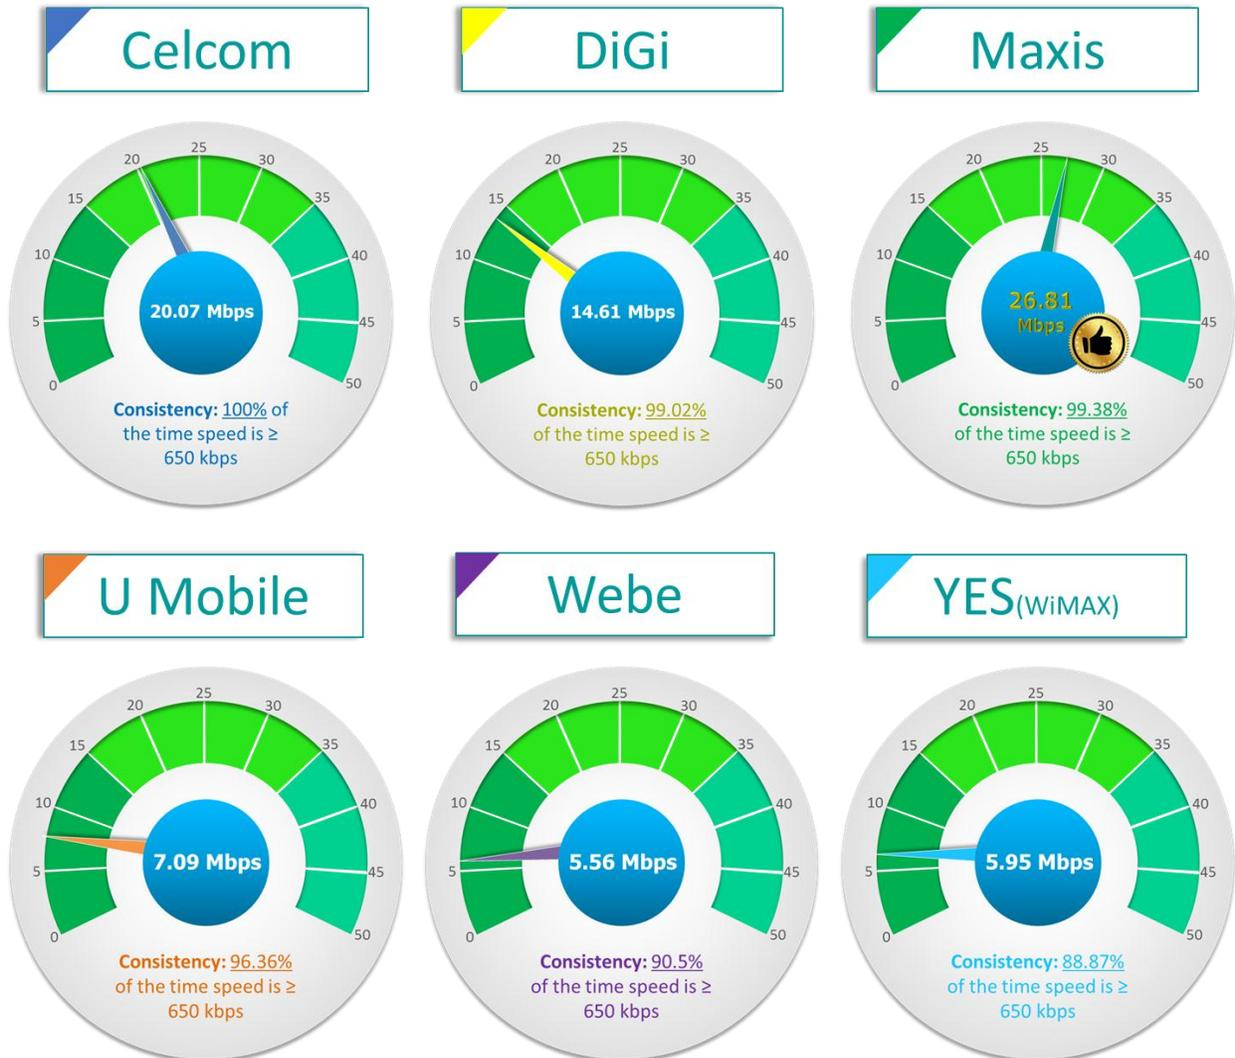 Celcom
DiGi
Maxis
0 5 10 15 20 25 30 35 40 45 50
20.07 Mbps
Consistency: 100% of
the time speed is ≥
650 kbps
0 5 10 15 20 25 30 35 40 45 50
14.61 Mbps
Consistency: 99.02%
of the time speed is ≥
650 kbps
0 5 10 15 20 25 30 35 40 45 50
26.81
Mbps
Consistency: 99.38%
of the time speed is ≥
650 kbps
U Mobile
Webe
YES(WiMAX)
0 5 10 15 20 25 30 35 40 45 50
7.09 Mbps
Consistency: 96.36%
of the time speed is ≥
650 kbps
0 5 10 15 20 25 30 35 40 45 50
5.56 Mbps
Consistency: 90.5%
of the time speed is ≥
650 kbps
0 5 10 15 20 25 30 35 40 45 50
5.95 Mbps
Consistency: 88.87%
of the time speed is ≥
650 kbps